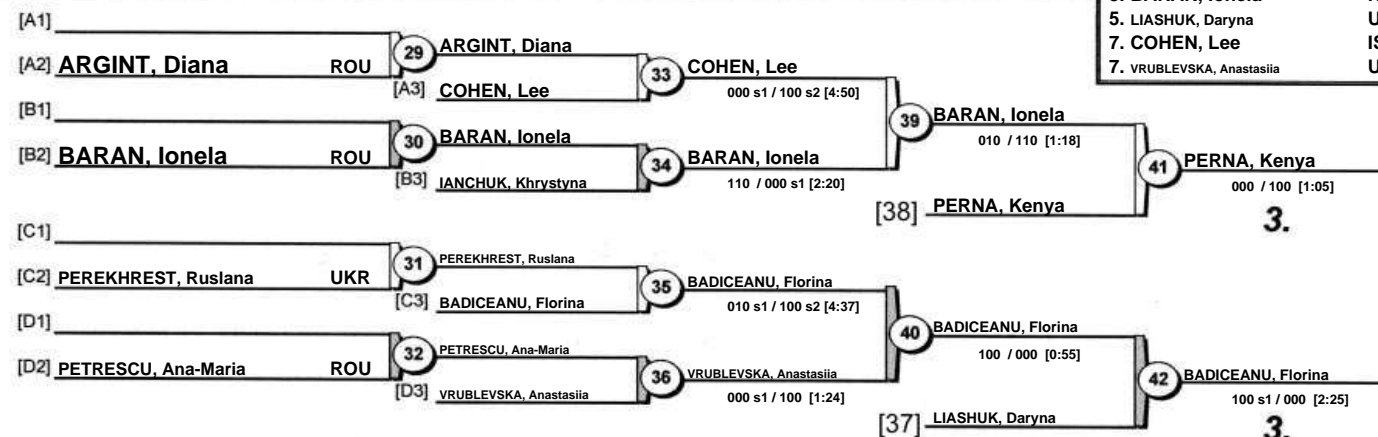 5. LIASHUK, Daryna U
7. COHEN, Lee IS
7. VRUBLEVSKA, Anastasiia U
[A1]
[A2] ARGINT, Diana ROU
29 ARGINT, Diana
[A3] COHEN, Lee
33 COHEN, Lee
000 s1 / 100 s2 [4:50]
[B1]
[B2] BARAN, Ionela ROU
30 BARAN, Ionela
[B3] IANCHUK, Khrystyna
34 BARAN, Ionela
110 / 000 s1 [2:20]
39 BARAN, Ionela
010 / 110 [1:18]
[38] PERNA, Kenya
41 PERNA, Kenya
000 / 100 [1:05]
3.
[C1]
[C2] PEREKHREST, Ruslana UKR
31 PEREKHREST, Ruslana
[C3] BADICEANU, Florina
35 BADICEANU, Florina
010 s1 / 100 s2 [4:37]
[D1]
[D2] PETRESCU, Ana-Maria ROU
32 PETRESCU, Ana-Maria
[D3] VRUBLEVSKA, Anastasiia
36 VRUBLEVSKA, Anastasiia
000 s1 / 100 [1:24]
40 BADICEANU, Florina
100 / 000 [0:55]
[37] LIASHUK, Daryna
42 BADICEANU, Florina
100 s1 / 000 [2:25]
3.